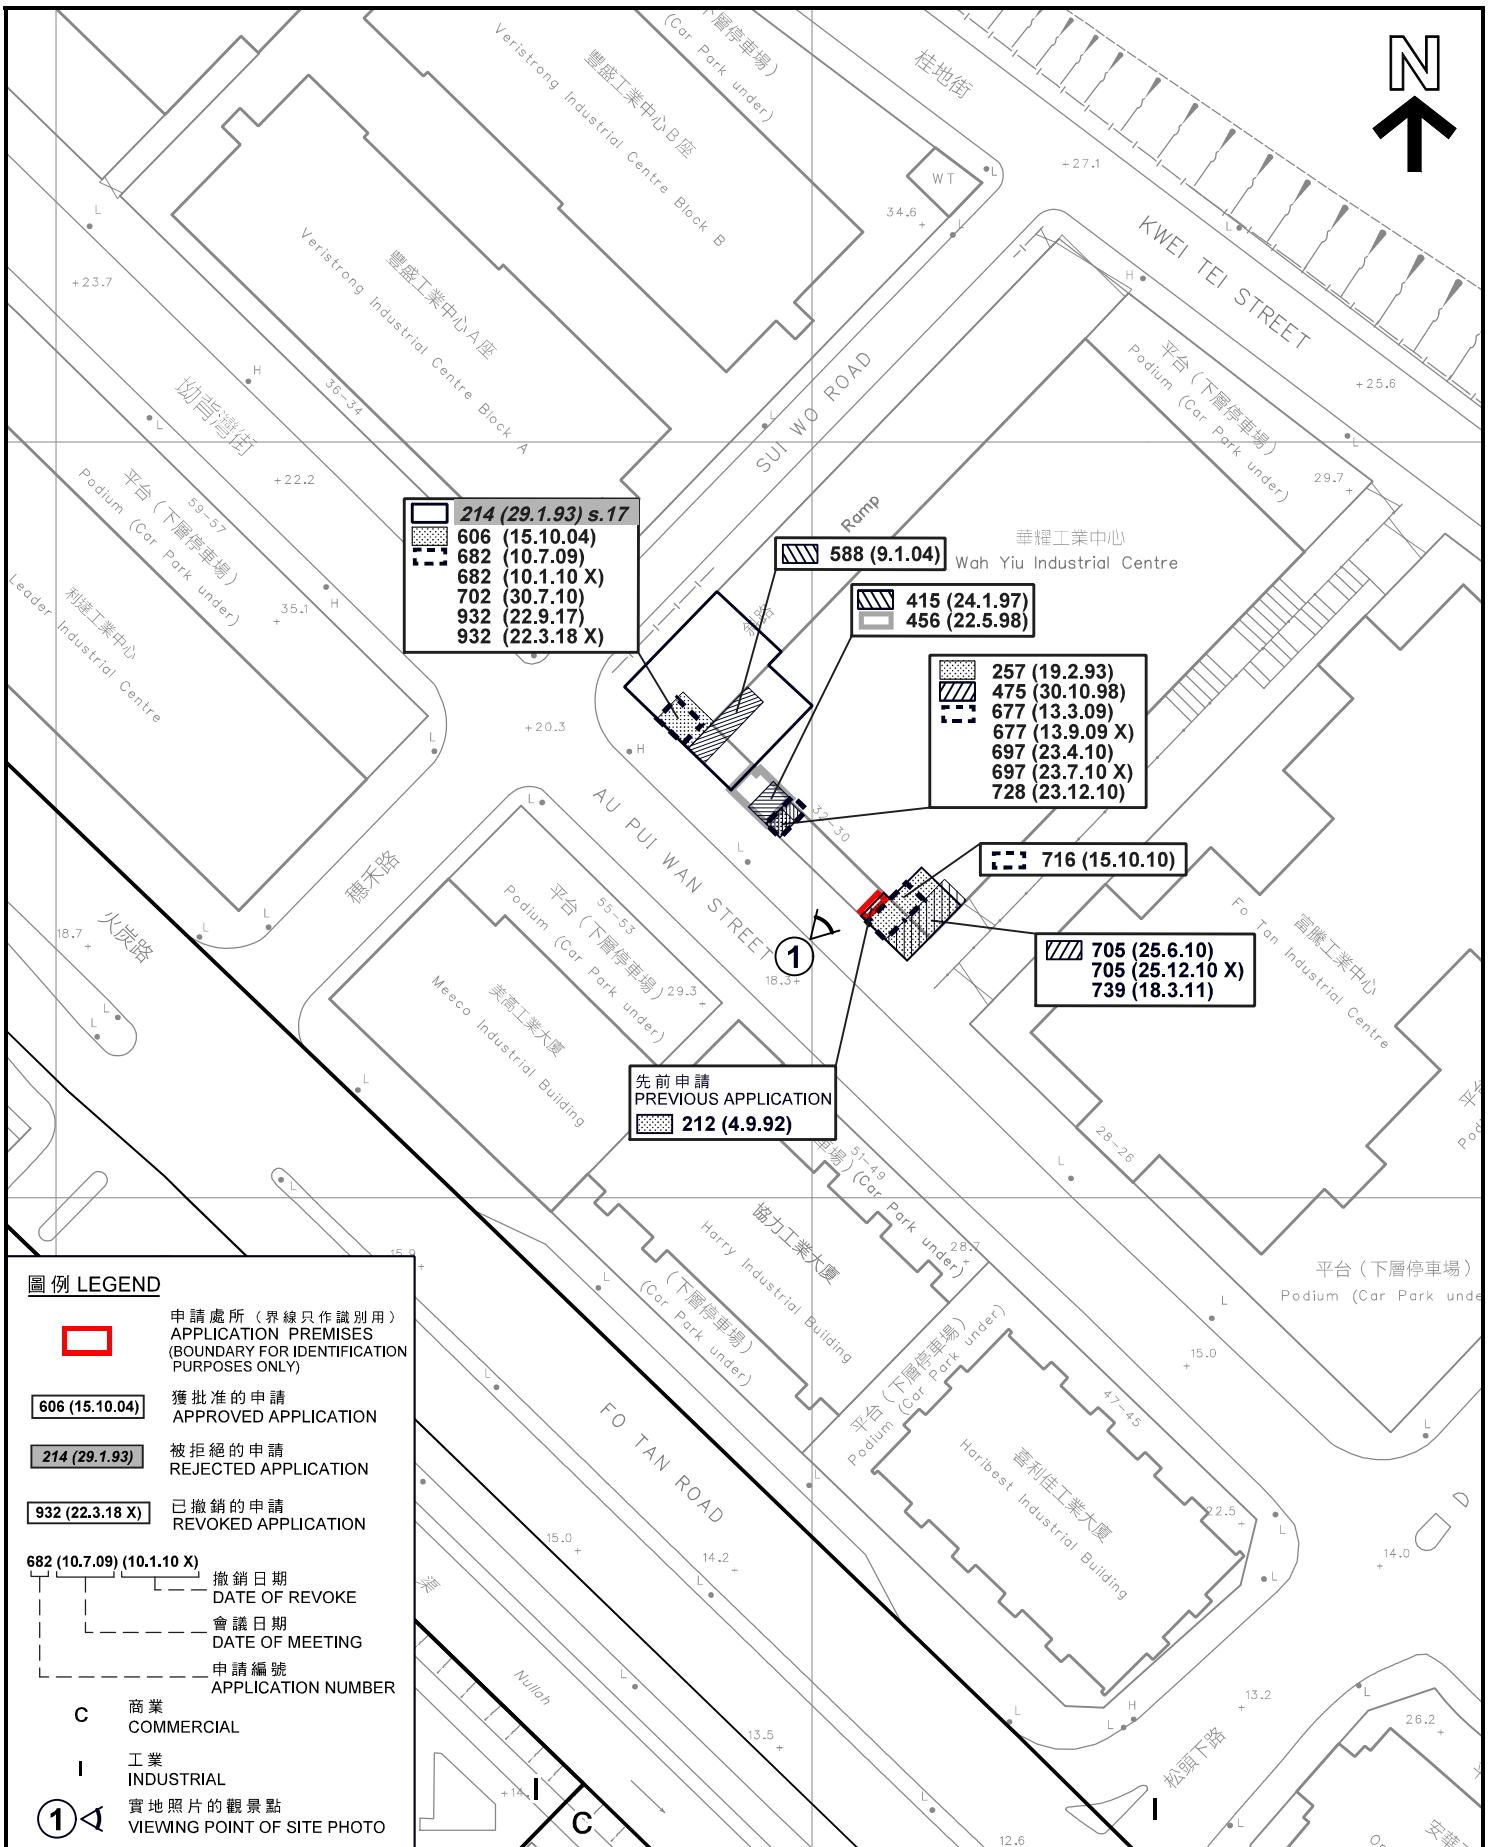 N
桂地街
KWEI TEI STREET
+27.1
+25.6
豐盛工業中心B座
Veristrong Industrial Centre Block B
下層停車場)
(Car Park under)
WT
34.6
豐盛工業中心A座
Veristrong Industrial Centre Block A
36-34
+23.7
坳背灣街
+22.2
59-57
平台(下層停車場)
Podium (Car Park under)
利達工業中心
Leader Industrial Centre
35.1
SUI WO ROAD
Ramp
斜路
平台(下層停車場)
Podium (Car Park under)
29.7
華耀工業中心
Wah Yiu Industrial Centre
214 (29.1.93) s.17
606 (15.10.04)
682 (10.7.09)
682 (10.1.10 X)
702 (30.7.10)
932 (22.9.17)
932 (22.3.18 X)
588 (9.1.04)
415 (24.1.97)
456 (22.5.98)
257 (19.2.93)
475 (30.10.98)
677 (13.3.09)
677 (13.9.09 X)
697 (23.4.10)
697 (23.7.10 X)
728 (23.12.10)
716 (15.10.10)
705 (25.6.10)
705 (25.12.10 X)
739 (18.3.11)
先前申請
PREVIOUS APPLICATION
212 (4.9.92)
+20.3
32-30
AU PUI WAN STREET
1
18.3+
穗禾路
火炭路
18.7
55-53
平台(下層停車場)
Podium (Car Park under)
29.3
美高工業大廈
Meeco Industrial Building
富騰工業中心
Fo Tan Industrial Centre
28-26
51-49
車場)
(Car Park under)
28.7
協力工業大廈
Harry Industrial Building
(下層停車場)
(Car Park under)
平台(下層停車場)
Podium (Car Park under)
平台(下層停車場)
Podium (Car Park unde
15.0
47-45
喜利佳工業大廈
Haribest Industrial Building
22.5
14.0
15.9
FO TAN ROAD
15.0
14.2
渠
Nullah
13.5
13.2
26.2
松頭下路
12.6
+14.
I
C
I
圖例 LEGEND
申請處所(界線只作識別用)
APPLICATION PREMISES
(BOUNDARY FOR IDENTIFICATION
PURPOSES ONLY)
606 (15.10.04)
獲批准的申請
APPROVED APPLICATION
214 (29.1.93)
被拒絕的申請
REJECTED APPLICATION
932 (22.3.18 X)
已撤銷的申請
REVOKED APPLICATION
682 (10.7.09) (10.1.10 X)
撤銷日期
DATE OF REVOKE
會議日期
DATE OF MEETING
申請編號
APPLICATION NUMBER
C
商業
COMMERCIAL
I
工業
INDUSTRIAL
1
實地照片的觀景點
VIEWING POINT OF SITE PHOTO